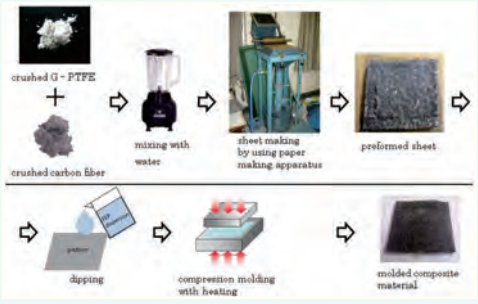 crushed G - PTFE
+
crushed carbon fiber
mixing with
water
sheet making
by using paper
making apparatus
preformed sheet
dipping
compression molding
with heating
molded composite
material